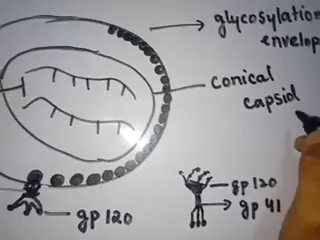 glycosylation
envelop
conical
capsid
gp 120
gp 120
gp 41